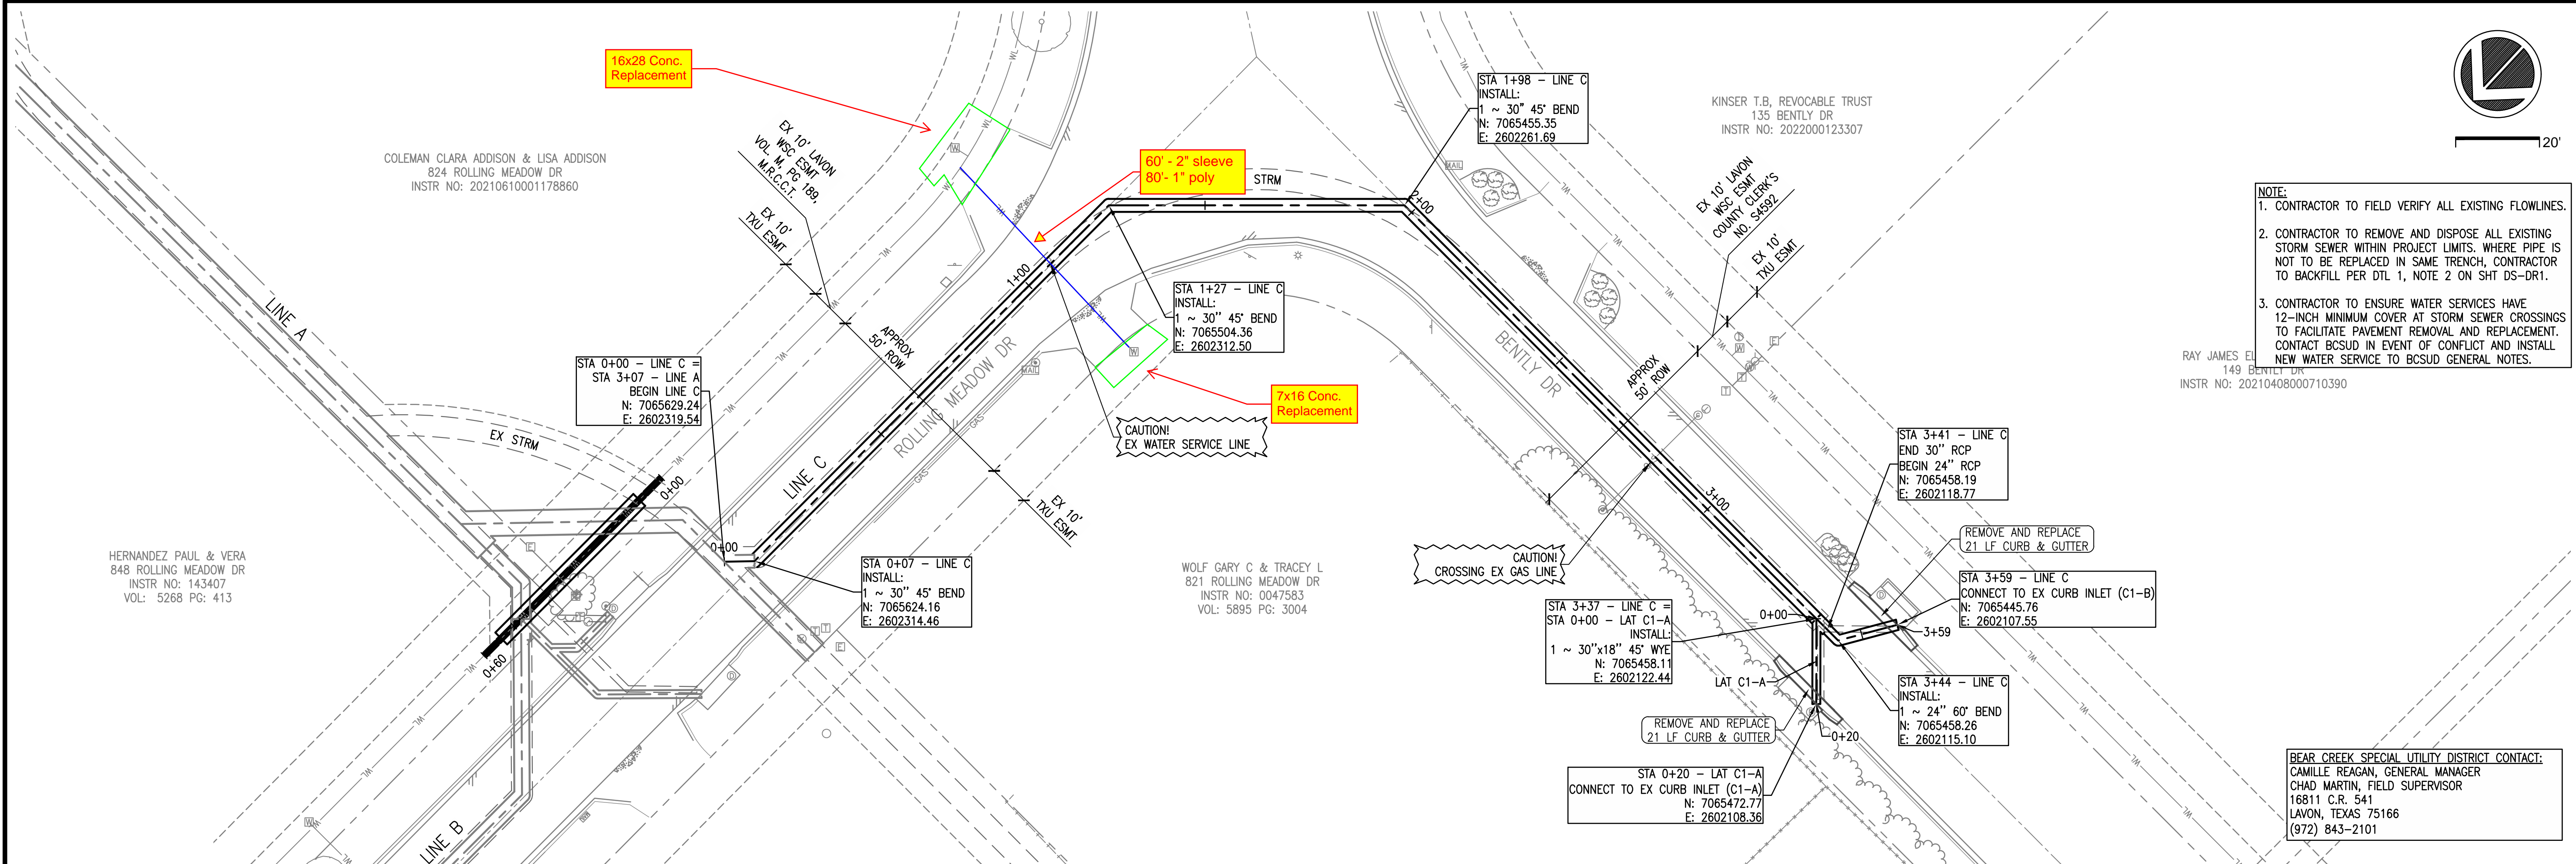 16x28 Conc.
Replacement
COLEMAN CLARA ADDISON & LISA ADDISON
824 ROLLING MEADOW DR
INSTR NO: 20210610001178860
EX 10' LAVON
WSC ESMT
VOL. M, PG 189,
M.R.C.C.T.
EX 10'
TXU ESMT
APPROX
50' ROW
60' - 2" sleeve
80'- 1" poly
STRM
STA 1+98 – LINE C
INSTALL:
1 ~ 30" 45° BEND
N: 7065455.35
E: 2602261.69
KINSER T.B, REVOCABLE TRUST
135 BENTLY DR
INSTR NO: 2022000123307
20'
EX 10' LAVON
WSC ESMT
COUNTY CLERK'S
NO. S4592
EX 10'
TXU ESMT
APPROX
50' ROW
NOTE:
1. CONTRACTOR TO FIELD VERIFY ALL EXISTING FLOWLINES.
2. CONTRACTOR TO REMOVE AND DISPOSE ALL EXISTING
STORM SEWER WITHIN PROJECT LIMITS. WHERE PIPE IS
NOT TO BE REPLACED IN SAME TRENCH, CONTRACTOR
TO BACKFILL PER DTL 1, NOTE 2 ON SHT DS-DR1.
3. CONTRACTOR TO ENSURE WATER SERVICES HAVE
12-INCH MINIMUM COVER AT STORM SEWER CROSSINGS
TO FACILITATE PAVEMENT REMOVAL AND REPLACEMENT.
CONTACT BCSUD IN EVENT OF CONFLICT AND INSTALL
NEW WATER SERVICE TO BCSUD GENERAL NOTES.
RAY JAMES EL
149 BENTLY DR
INSTR NO: 20210408000710390
LINE A
STA 0+00 – LINE C =
STA 3+07 – LINE A
BEGIN LINE C
N: 7065629.24
E: 2602319.54
1+00
2+00
3+00
STA 1+27 – LINE C
INSTALL:
1 ~ 30" 45° BEND
N: 7065504.36
E: 2602312.50
7x16 Conc.
Replacement
CAUTION!
EX WATER SERVICE LINE
MAIL
MAIL
ROLLING MEADOW DR
GAS
GAS
LINE C
BENTLY DR
EX STRM
0+00
0+60
0+00
EX 10'
TXU ESMT
HERNANDEZ PAUL & VERA
848 ROLLING MEADOW DR
INSTR NO: 143407
VOL: 5268 PG: 413
STA 0+07 – LINE C
INSTALL:
1 ~ 30" 45° BEND
N: 7065624.16
E: 2602314.46
WOLF GARY C & TRACEY L
821 ROLLING MEADOW DR
INSTR NO: 0047583
VOL: 5895 PG: 3004
CAUTION!
CROSSING EX GAS LINE
STA 3+41 – LINE C
END 30" RCP
BEGIN 24" RCP
N: 7065458.19
E: 2602118.77
REMOVE AND REPLACE
21 LF CURB & GUTTER
STA 3+59 – LINE C
CONNECT TO EX CURB INLET (C1-B)
N: 7065445.76
E: 2602107.55
3+59
STA 3+37 – LINE C =
STA 0+00 – LAT C1-A
INSTALL:
1 ~ 30"x18" 45° WYE
N: 7065458.11
E: 2602122.44
0+00
LAT C1-A
STA 3+44 – LINE C
INSTALL:
1 ~ 24" 60° BEND
N: 7065458.26
E: 2602115.10
REMOVE AND REPLACE
21 LF CURB & GUTTER
0+20
STA 0+20 – LAT C1-A
CONNECT TO EX CURB INLET (C1-A)
N: 7065472.77
E: 2602108.36
LINE B
BEAR CREEK SPECIAL UTILITY DISTRICT CONTACT:
CAMILLE REAGAN, GENERAL MANAGER
CHAD MARTIN, FIELD SUPERVISOR
16811 C.R. 541
LAVON, TEXAS 75166
(972) 843-2101